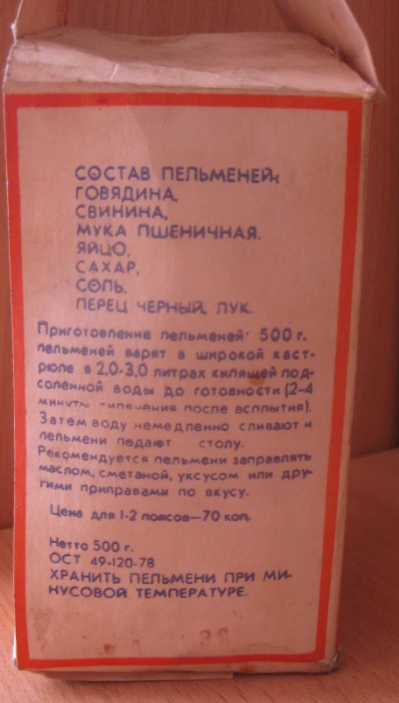 СОСТАВ ПЕЛЬМЕНЕЙ:
ГОВЯДИНА,
СВИНИНА,
МУКА ПШЕНИЧНАЯ.
ЯЙЦО,
САХАР,
СОЛЬ.
ПЕРЕЦ ЧЕРНЫЙ, ЛУК.
Приготовление пельменей: 500 г.
пельменей варят в широкой каст-
рюле в 2,0-3,0 литрах кипящей под-
соленной воды до готовности (2-4
минуты кипячения после всплытия).
Затем воду немедленно сливают и
пельмени подают столу.
Рекомендуется пельмени заправлять
маслом, сметаной, уксусом или дру-
гими приправами по вкусу.
Цена для 1-2 поясов—70 коп.
Нетто 500 г.
ОСТ 49-120-78
ХРАНИТЬ ПЕЛЬМЕНИ ПРИ МИ-
НУСОВОЙ ТЕМПЕРАТУРЕ.